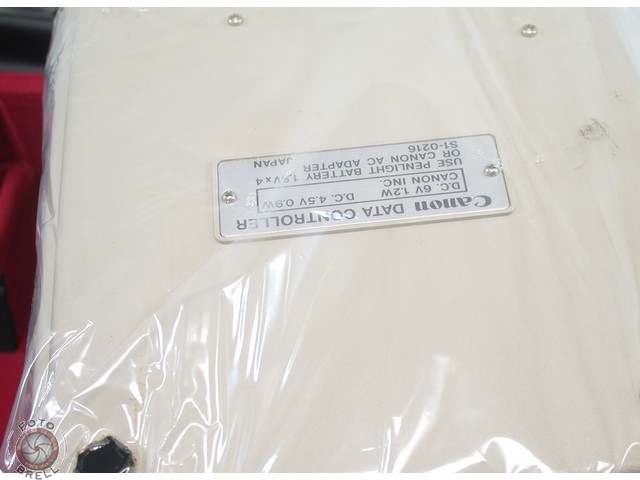 Canon DATA CONTROLLER
D.C. 6V 1.2W D.C. 4.5V 0.9W
CANON INC.
USE PENLIGHT BATTERY 1.5V x 4
OR CANON AC ADAPTER JAPAN
S1-0216
FOTO
BRELL